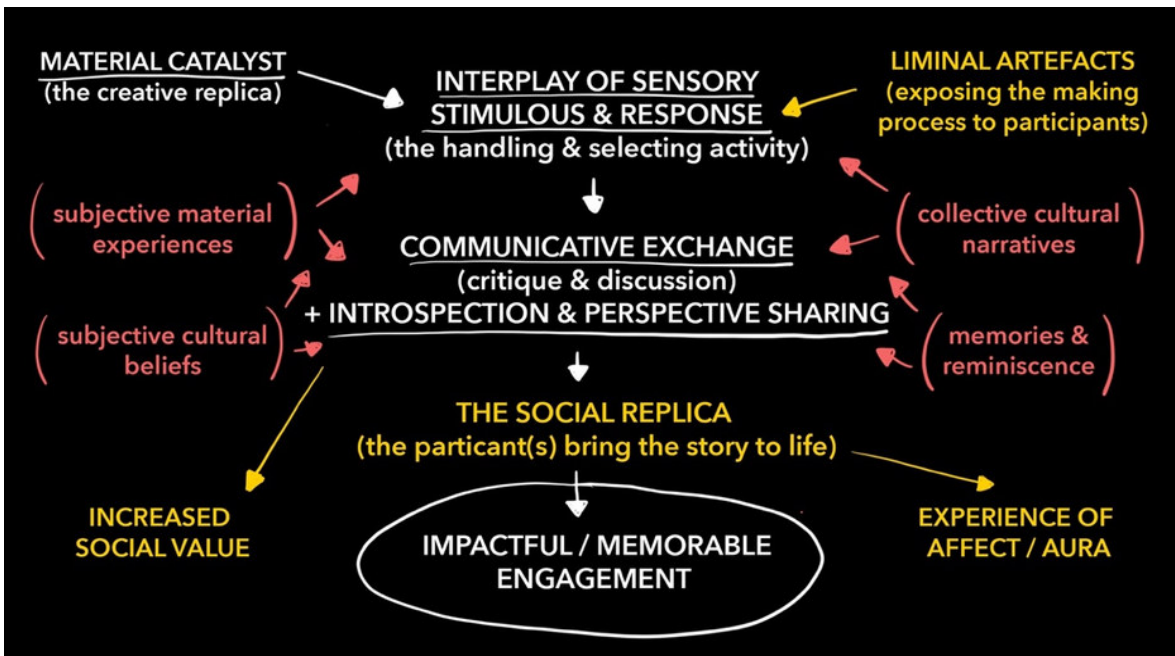 MATERIAL CATALYST
(the creative replica)
INTERPLAY OF SENSORY
STIMULOUS & RESPONSE
(the handling & selecting activity)
LIMINAL ARTEFACTS
(exposing the making
process to participants)
subjective material
experiences
COMMUNICATIVE EXCHANGE
(critique & discussion)
+ INTROSPECTION & PERSPECTIVE SHARING
collective cultural
narratives
subjective cultural
beliefs
memories &
reminiscence
THE SOCIAL REPLICA
(the particant(s) bring the story to life)
INCREASED
SOCIAL VALUE
IMPACTFUL / MEMORABLE
ENGAGEMENT
EXPERIENCE OF
AFFECT / AURA